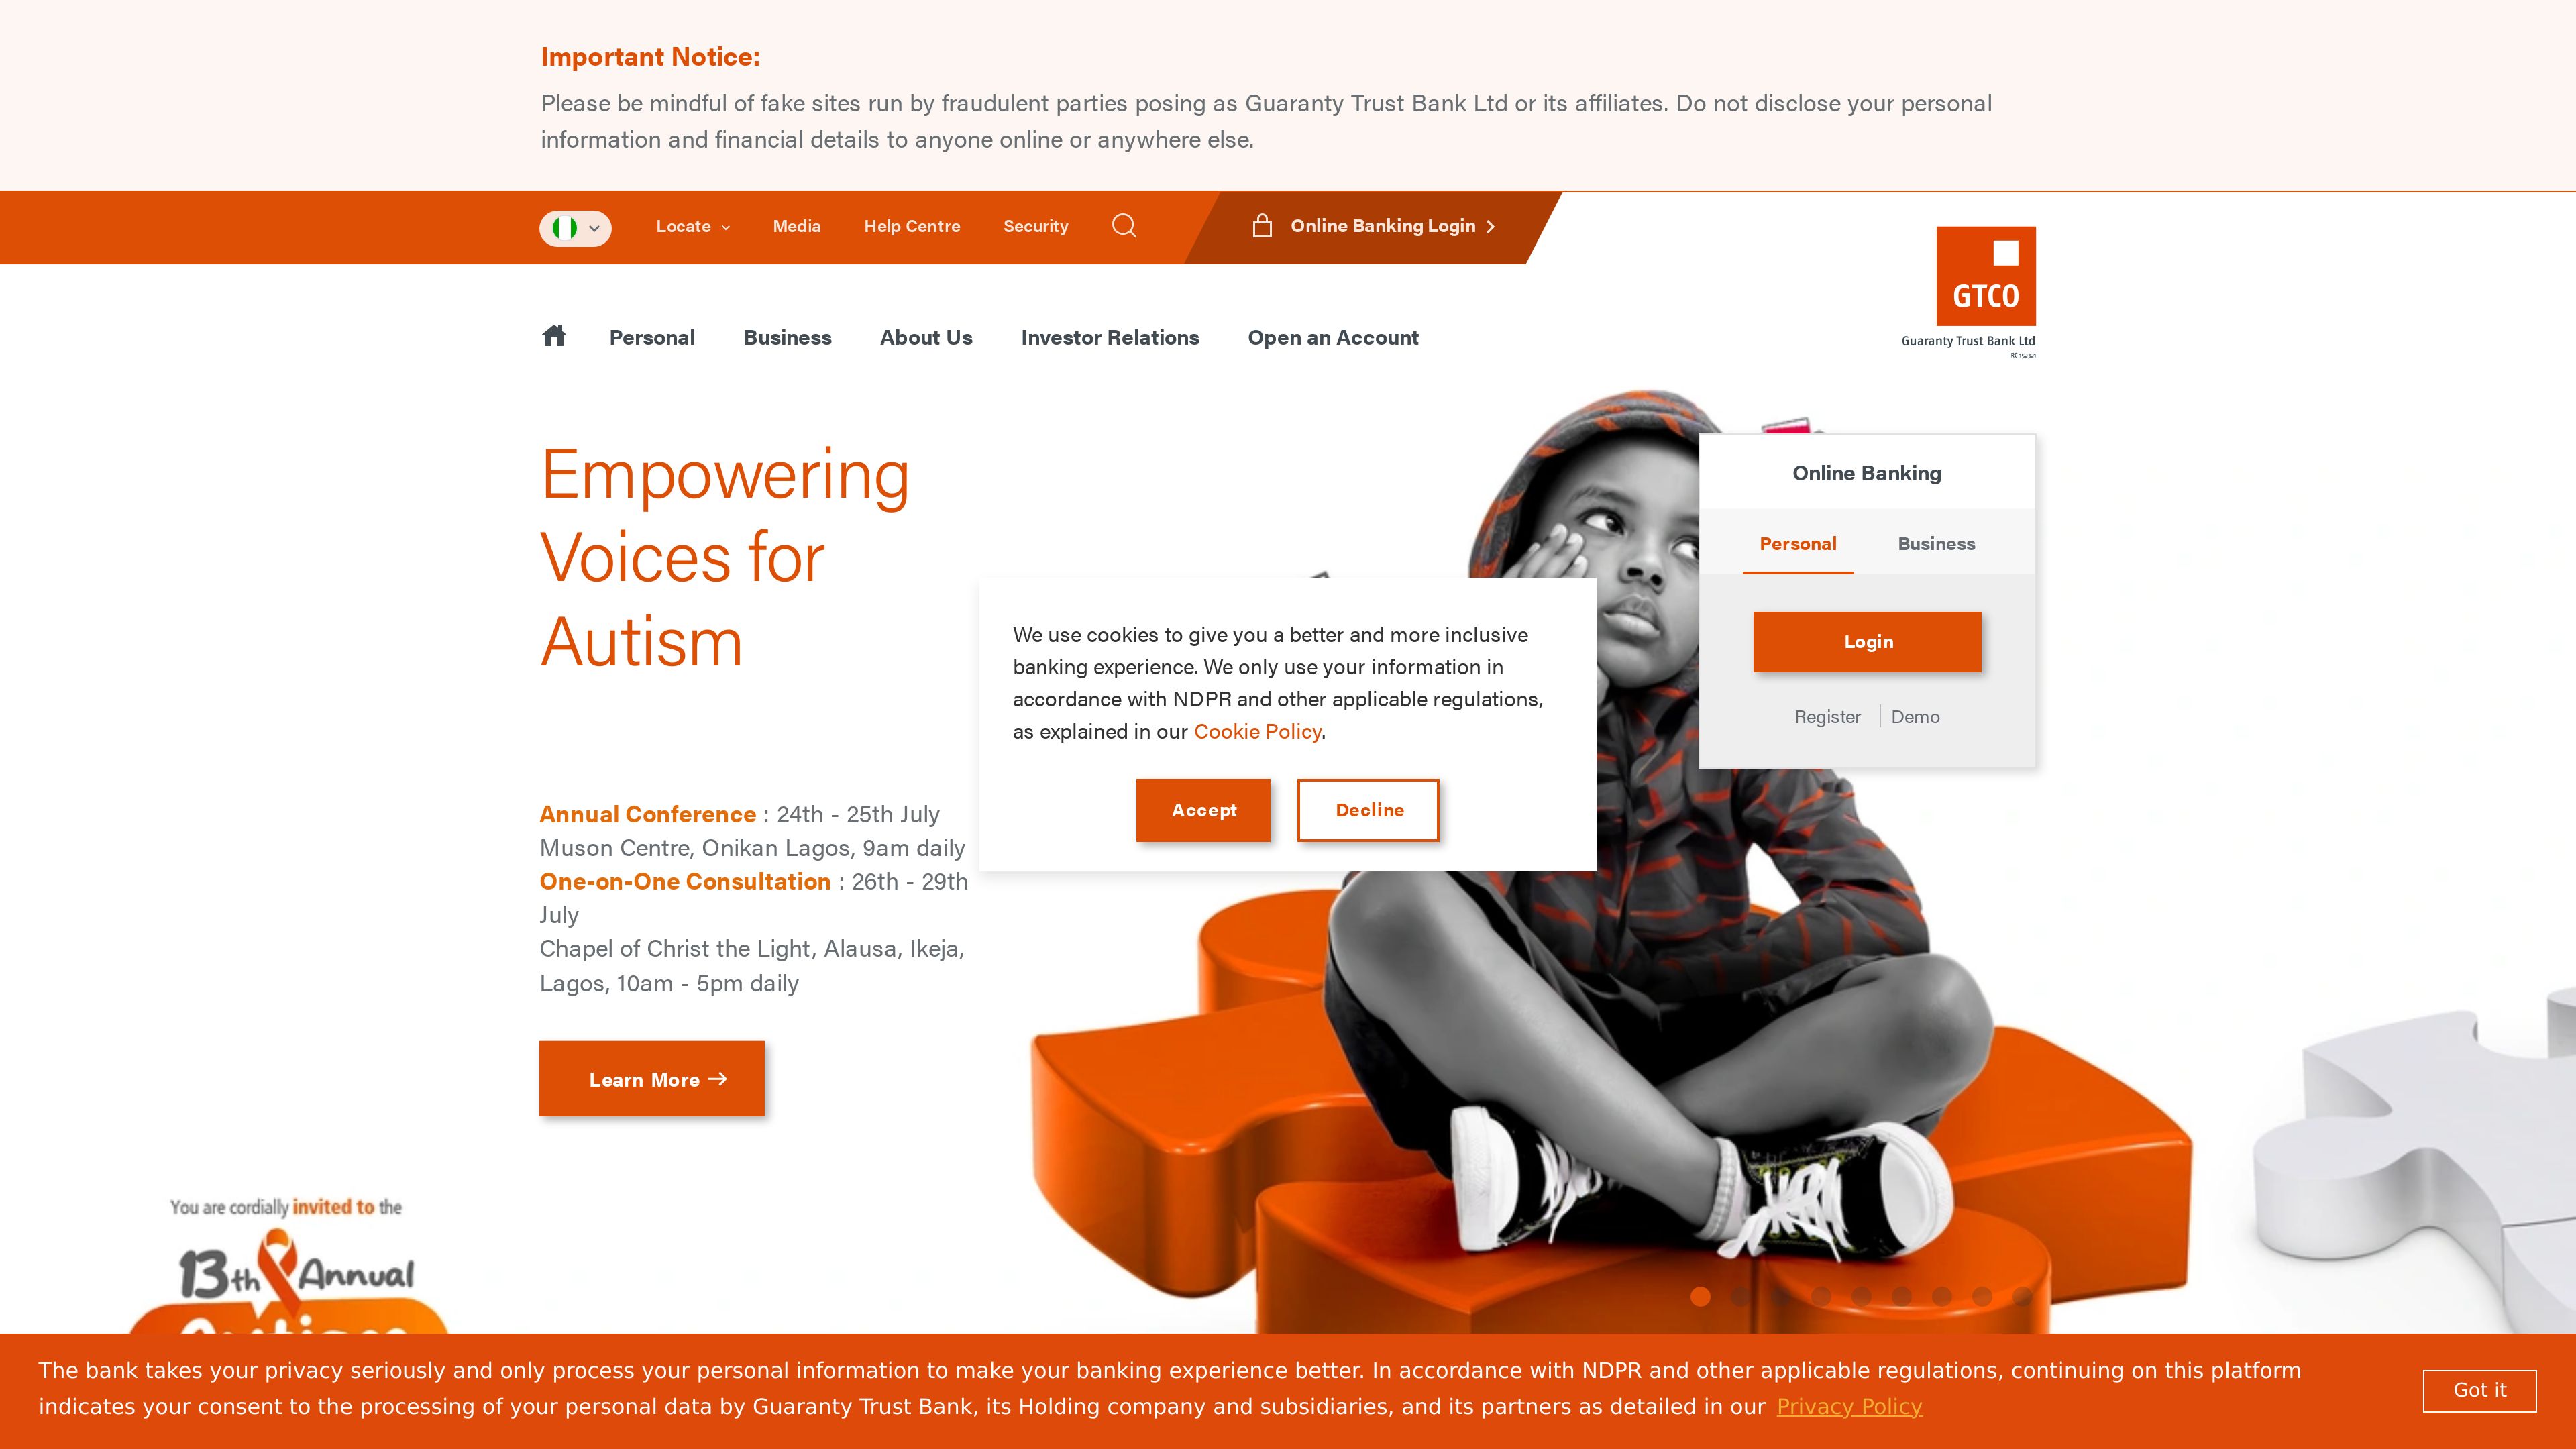 Important Notice:
Please be mindful of fake sites run by fraudulent parties posing as Guaranty Trust Bank Ltd or its affiliates. Do not disclose your personal
information and financial details to anyone online or anywhere else.
Locate
Media
Help Centre
Security
Online Banking Login
GTCO
Guaranty Trust Bank Ltd
RC 152321
Personal
Business
About Us
Investor Relations
Open an Account
Empowering
Voices for
Autism
Annual Conference : 24th - 25th July
Muson Centre, Onikan Lagos, 9am daily
One-on-One Consultation : 26th - 29th
July
Chapel of Christ the Light, Alausa, Ikeja,
Lagos, 10am - 5pm daily
Learn More
We use cookies to give you a better and more inclusive
banking experience. We only use your information in
accordance with NDPR and other applicable regulations,
as explained in our Cookie Policy.
Accept
Decline
Online Banking
Personal
Business
Login
Register
Demo
You are cordially invited to the
13th Annual
The bank takes your privacy seriously and only process your personal information to make your banking experience better. In accordance with NDPR and other applicable regulations, continuing on this platform
indicates your consent to the processing of your personal data by Guaranty Trust Bank, its Holding company and subsidiaries, and its partners as detailed in our Privacy Policy
Got it